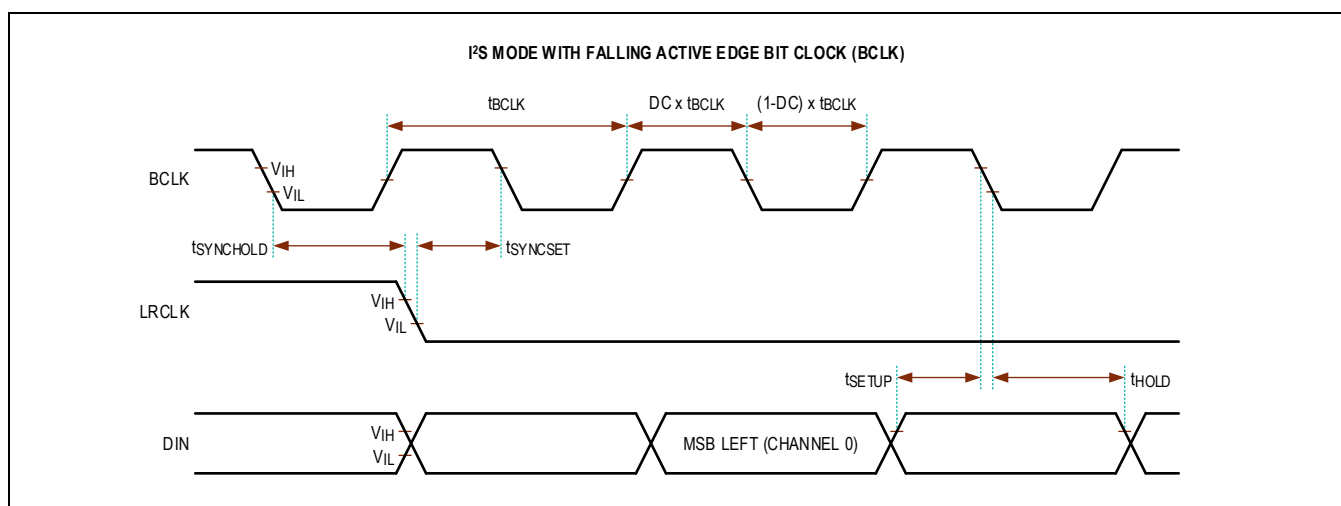 I²S MODE WITH FALLING ACTIVE EDGE BIT CLOCK (BCLK)
tBCLK
DC x tBCLK
(1-DC) x tBCLK
BCLK
VIH
VIL
tSYNCHOLD
tSYNCSET
LRCLK
VIH
VIL
tSETUP
tHOLD
DIN
VIH
VIL
MSB LEFT (CHANNEL 0)